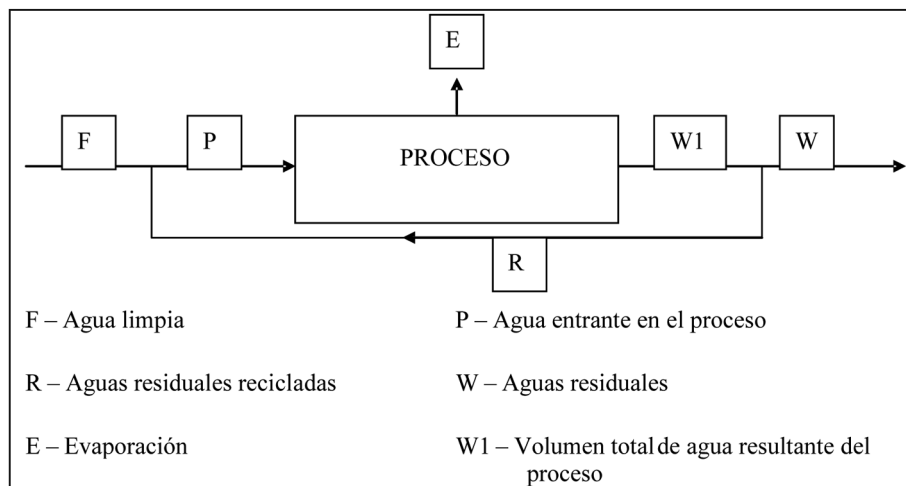 E
F
P
PROCESO
W1
W
R
F – Agua limpia
P – Agua entrante en el proceso
R – Aguas residuales recicladas
W – Aguas residuales
E – Evaporación
W1 – Volumen total de agua resultante del
proceso